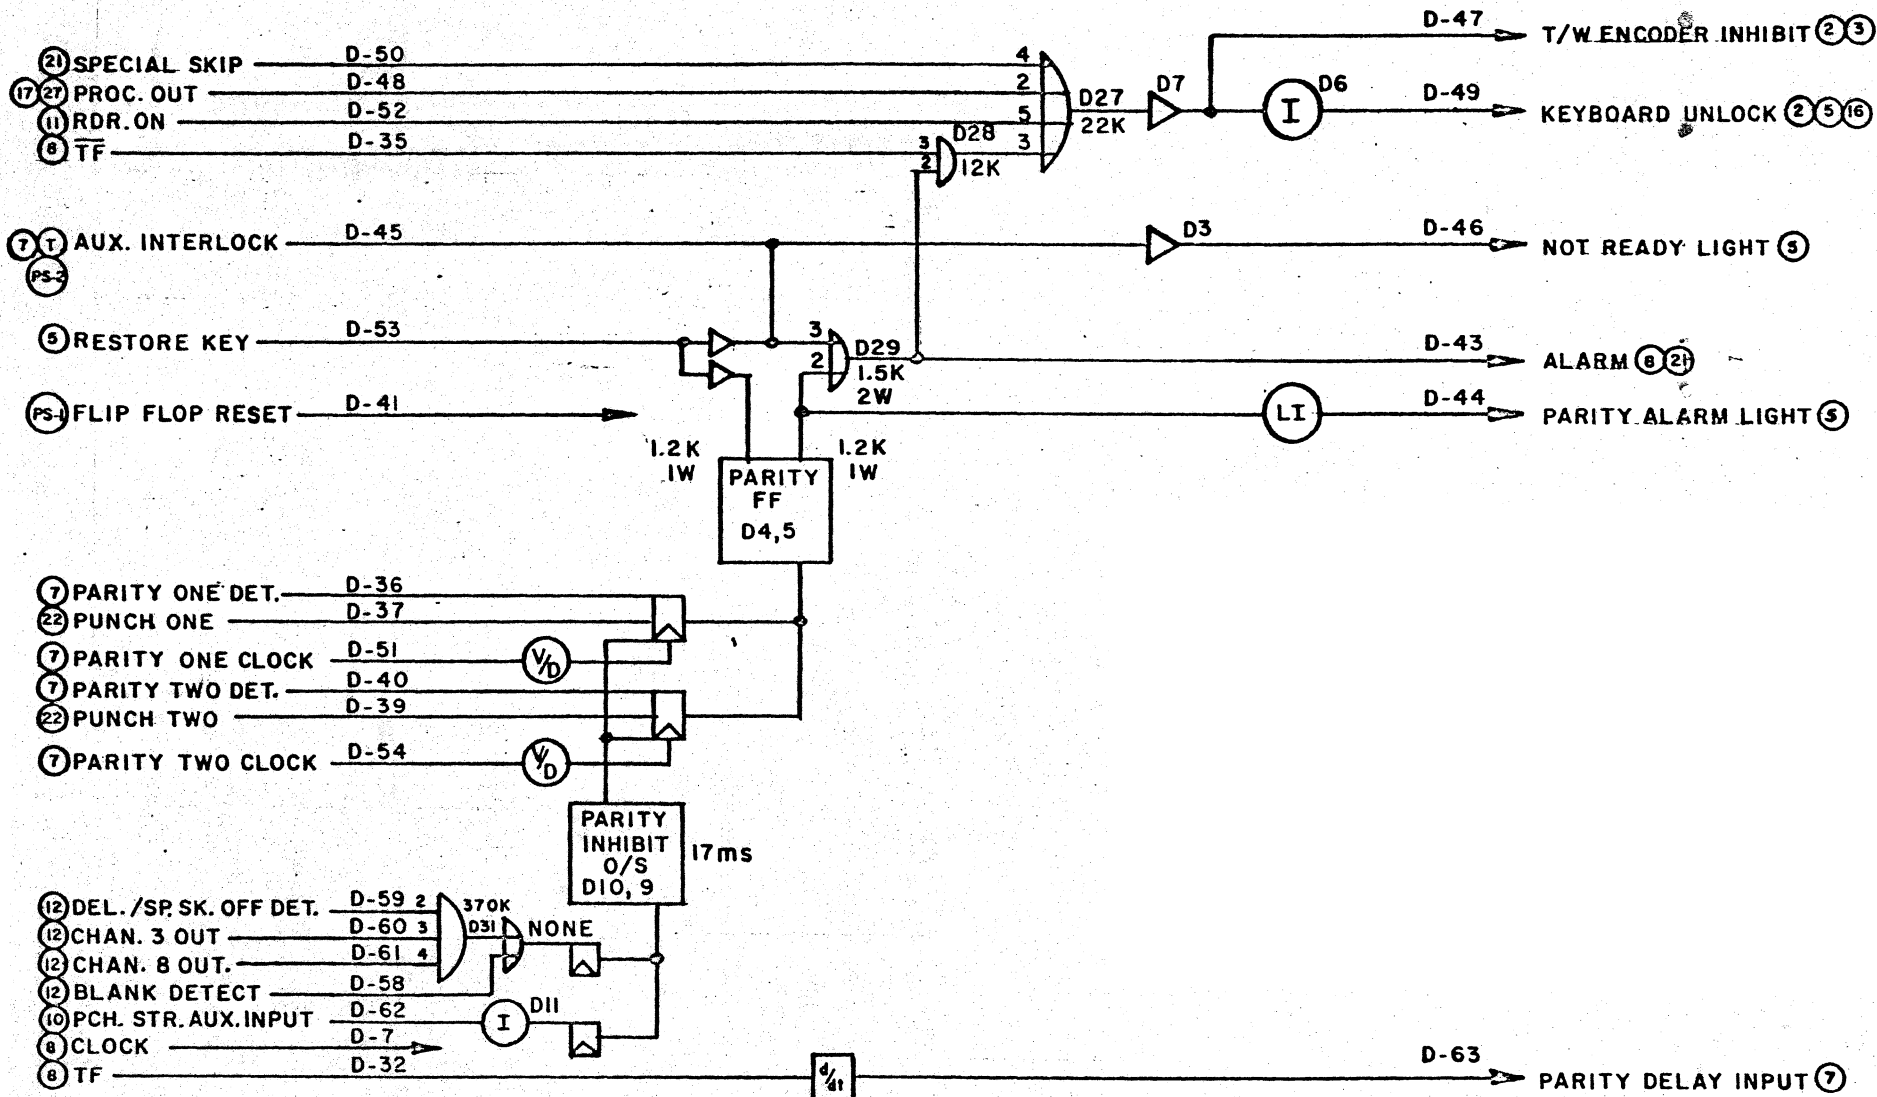 D-47
T/W ENCODER INHIBIT 2 3
21 SPECIAL SKIP D-50 4
17 27 PROC. OUT D-48 2
D27
22K
D7
D6
I
D-49
KEYBOARD UNLOCK 2 5 16
11 RDR. ON D-52 5
8 TF D-35 3
D28
2
12K
3
7 T AUX. INTERLOCK D-45
PS-2
D3
D-46
NOT READY LIGHT 5
5 RESTORE KEY D-53
3
2
D29
1.5K
2W
D-43
ALARM 8 21
PS-1 FLIP FLOP RESET D-41
LI
D-44
PARITY ALARM LIGHT 5
1.2K
1W
1.2K
1W
PARITY
FF
D4,5
7 PARITY ONE DET. D-36
22 PUNCH ONE D-37
7 PARITY ONE CLOCK D-51
V/D
7 PARITY TWO DET. D-40
22 PUNCH TWO D-39
7 PARITY TWO CLOCK D-54
V/D
PARITY
INHIBIT
O/S
D10, 9
17ms
12 DEL./SP. SK. OFF DET. D-59 2
370K
12 CHAN. 3 OUT D-60 3
D31
NONE
12 CHAN. 8 OUT. D-61 4
12 BLANK DETECT D-58
10 PCH. STR. AUX. INPUT D-62
I
D11
8 CLOCK D-7
8 TF D-32
d/dt
D-63
PARITY DELAY INPUT 7